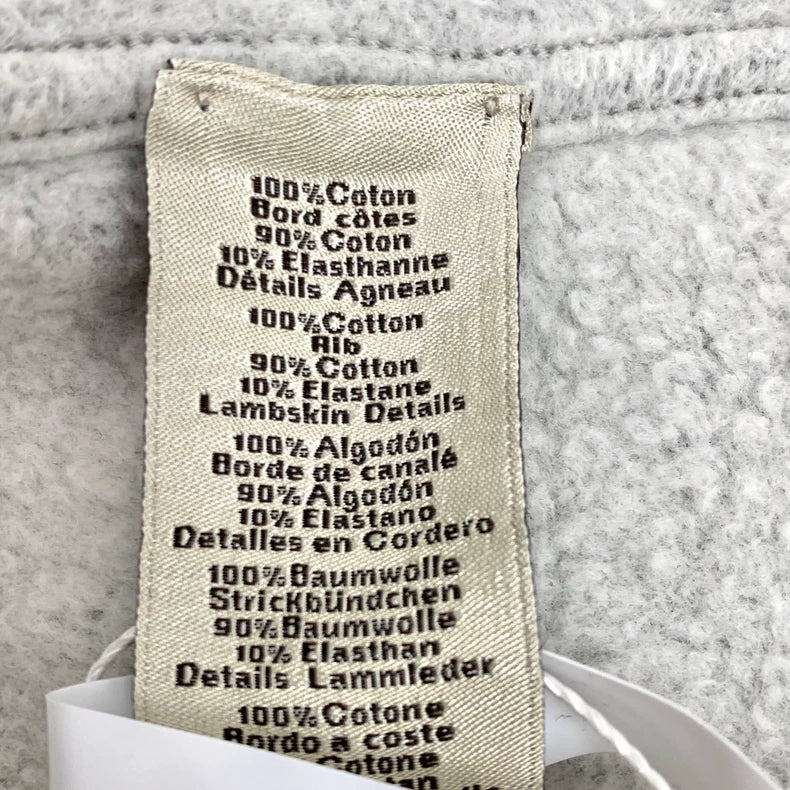 100%Coton
Bord côtes
90%Coton
10% Elasthanne
Détails Agneau
100%Cotton
Rib
90%Cotton
10% Elastane
Lambskin Details
100%Algodón
Borde de canalé
90%Algodón
10% Elastano
Detalles en Cordero
100%Baumwolle
Strickbündchen
90%Baumwolle
10% Elasthan
Details Lammleder
100%Cotone
Bordo a coste
Cotone